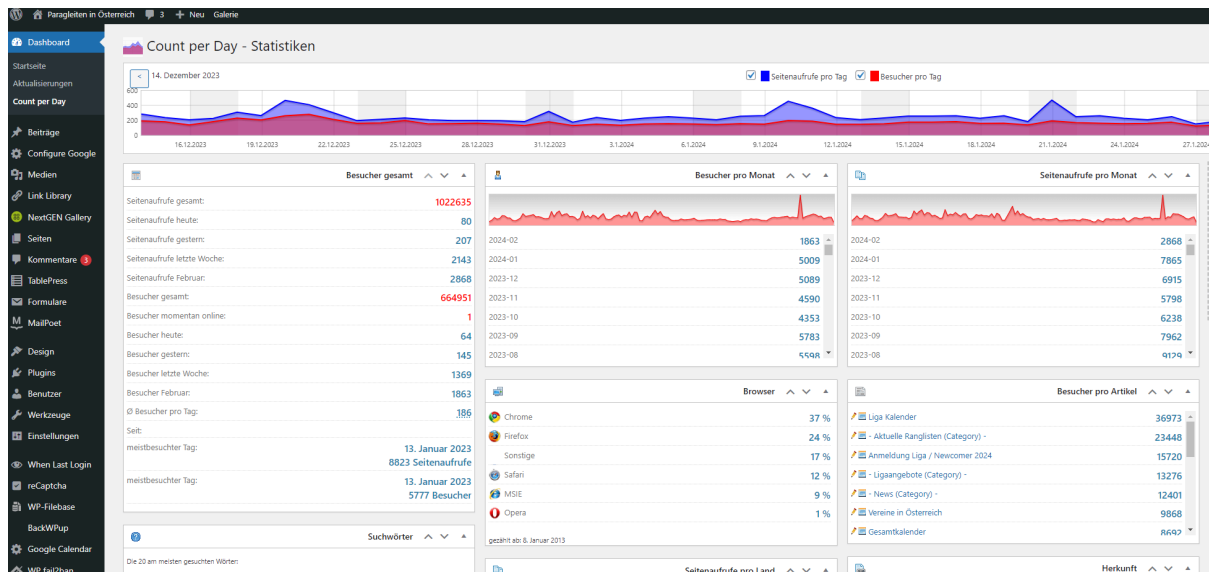 Paragleiten in Österreich 3 + Neu Galerie
Dashboard
Startseite
Aktualisierungen
Count per Day
Beiträge
Configure Google
Medien
Link Library
NextGEN Gallery
Seiten
Kommentare 3
TablePress
Formulare
MailPoet
Design
Plugins
Benutzer
Werkzeuge
Einstellungen
When Last Login
reCaptcha
WP-Filebase
BackWPup
Google Calendar
WP fail2ban
Count per Day - Statistiken
< 14. Dezember 2023
Seitenaufrufe pro Tag Besucher pro Tag
600
400
200
0
16.12.2023 19.12.2023 22.12.2023 25.12.2023 28.12.2023 31.12.2023 3.1.2024 6.1.2024 9.1.2024 12.1.2024 15.1.2024 18.1.2024 21.1.2024 24.1.2024 27.1.2024
Besucher gesamt
Seitenaufrufe gesamt: 1022635
Seitenaufrufe heute: 80
Seitenaufrufe gestern: 207
Seitenaufrufe letzte Woche: 2143
Seitenaufrufe Februar: 2868
Besucher gesamt: 664951
Besucher momentan online: 1
Besucher heute: 64
Besucher gestern: 145
Besucher letzte Woche: 1369
Besucher Februar: 1863
Ø Besucher pro Tag: 186
Seit:
meistbesuchter Tag: 13. Januar 2023
8823 Seitenaufrufe
meistbesuchter Tag: 13. Januar 2023
5777 Besucher
Suchwörter
Die 20 am meisten gesuchten Wörter:
Besucher pro Monat
2024-02 1863
2024-01 5009
2023-12 5089
2023-11 4590
2023-10 4353
2023-09 5783
2023-08 5598
Browser
Chrome 37 %
Firefox 24 %
Sonstige 17 %
Safari 12 %
MSIE 9 %
Opera 1 %
gezählt ab: 8. Januar 2013
Seitenaufrufe pro Land
Seitenaufrufe pro Monat
2024-02 2868
2024-01 7865
2023-12 6915
2023-11 5798
2023-10 6238
2023-09 7962
2023-08 9129
Besucher pro Artikel
Liga Kalender 36973
- Aktuelle Ranglisten (Category) - 23448
Anmeldung Liga / Newcomer 2024 15720
- Ligaangebote (Category) - 13276
- News (Category) - 12401
Vereine in Österreich 9868
Gesamtkalender 8692
Herkunft